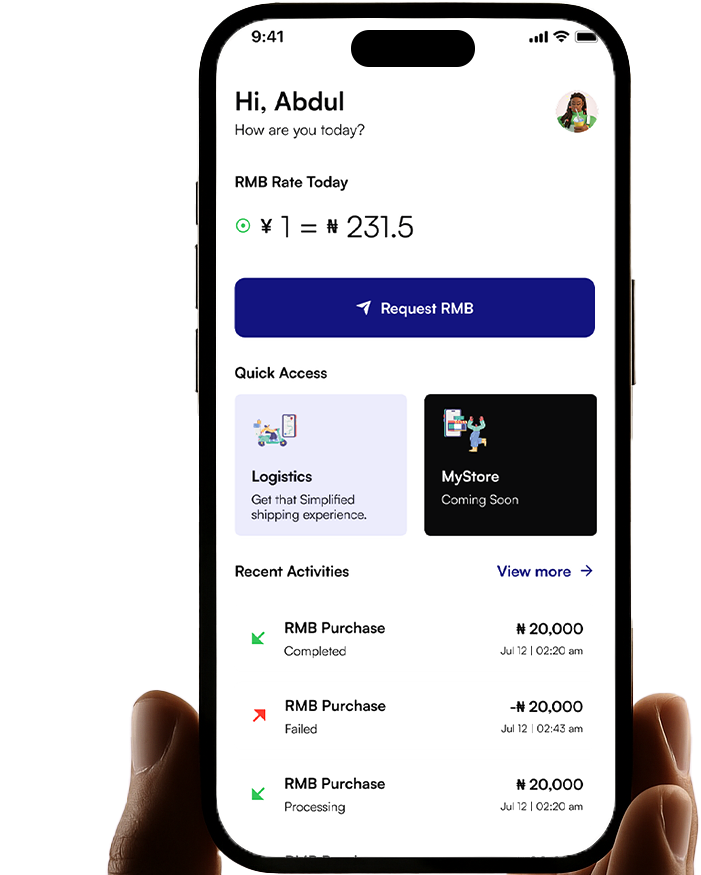 9:41
Hi, Abdul
How are you today?
RMB Rate Today
¥ 1 = ₦ 231.5
Request RMB
Quick Access
Logistics
Get that Simplified
shipping experience.
MyStore
Coming Soon
Recent Activities
View more
RMB Purchase
₦ 20,000
Completed
Jul 12 | 02:20 am
RMB Purchase
-₦ 20,000
Failed
Jul 12 | 02:43 am
RMB Purchase
₦ 20,000
Processing
Jul 12 | 02:20 am